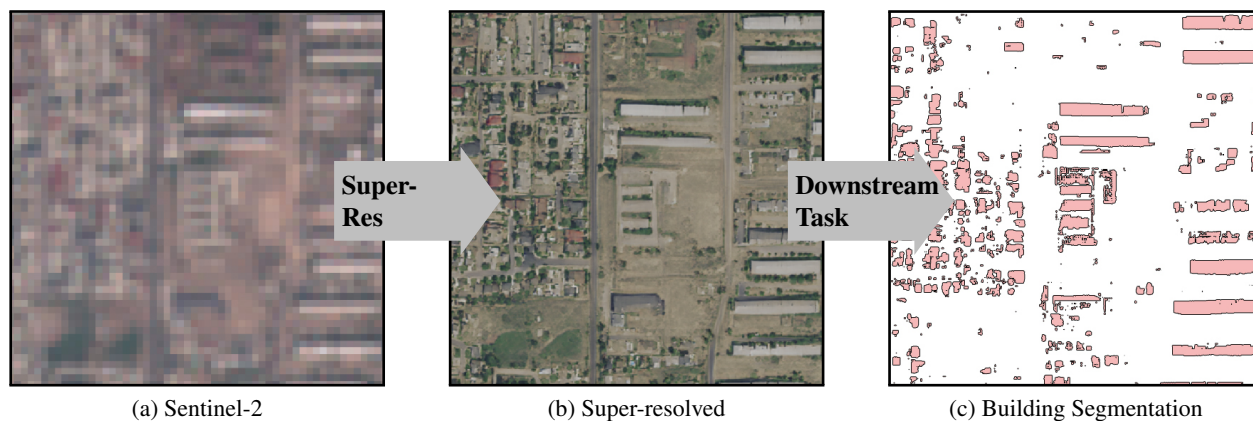 Super-
Res
Downstream
Task
(a) Sentinel-2
(b) Super-resolved
(c) Building Segmentation